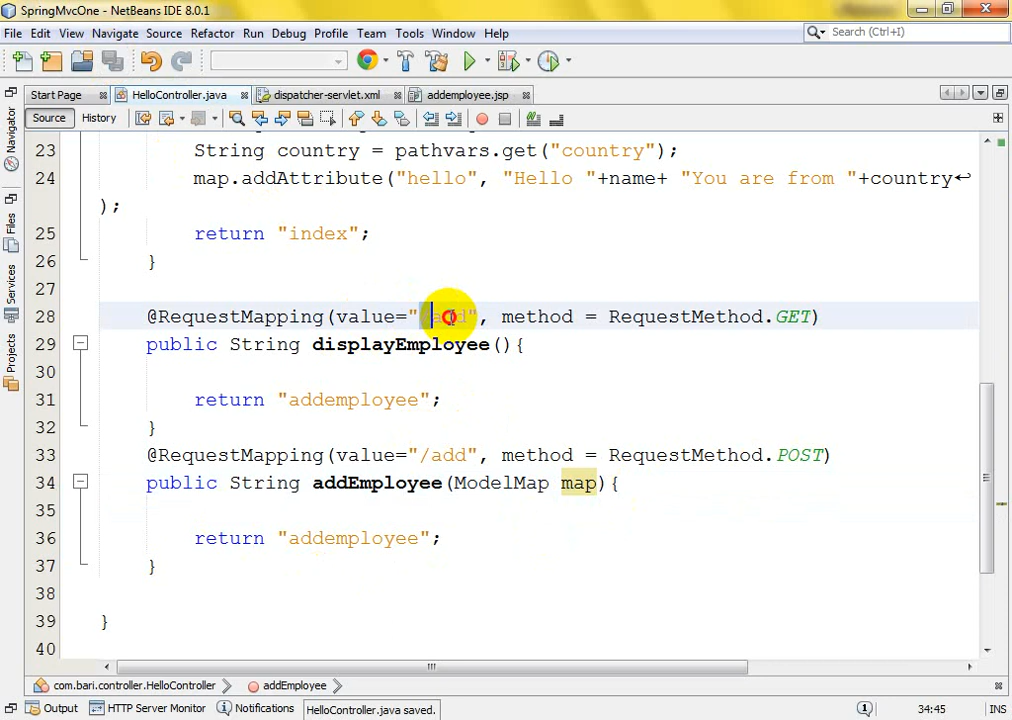 SpringMvcOne - NetBeans IDE 8.0.1
File Edit View Navigate Source Refactor Run Debug Profile Team Tools Window Help
Search (Ctrl+I)
Start Page HelloController.java dispatcher-servlet.xml addemployee.jsp
Source History
Navigator
Files
Services
Projects
23 String country = pathvars.get("country");
24 map.addAttribute("hello", "Hello "+name+ "You are from "+country↩
);
25 return "index";
26 }
27
28 @RequestMapping(value="/add", method = RequestMethod.GET)
29 public String displayEmployee(){
30
31 return "addemployee";
32 }
33 @RequestMapping(value="/add", method = RequestMethod.POST)
34 public String addEmployee(ModelMap map){
35
36 return "addemployee";
37 }
38
39 }
40
com.bari.controller.HelloController addEmployee
Output HTTP Server Monitor Notifications HelloController.java saved. 34:45 INS